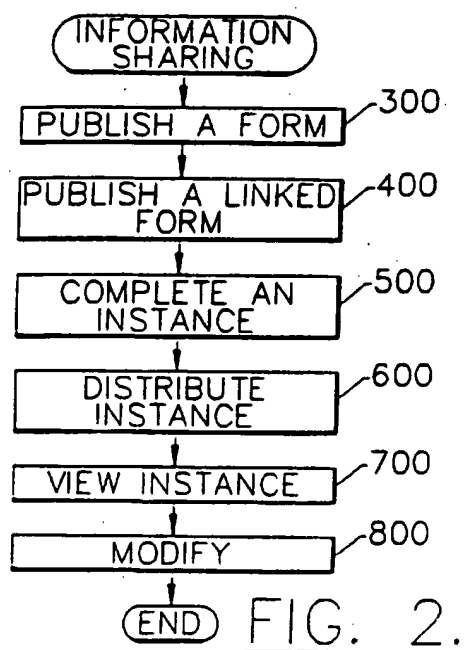 INFORMATION
SHARING
300
PUBLISH A FORM
400
PUBLISH A LINKED
FORM
500
COMPLETE AN
INSTANCE
600
DISTRIBUTE
INSTANCE
700
VIEW INSTANCE
800
MODIFY
END
FIG. 2.